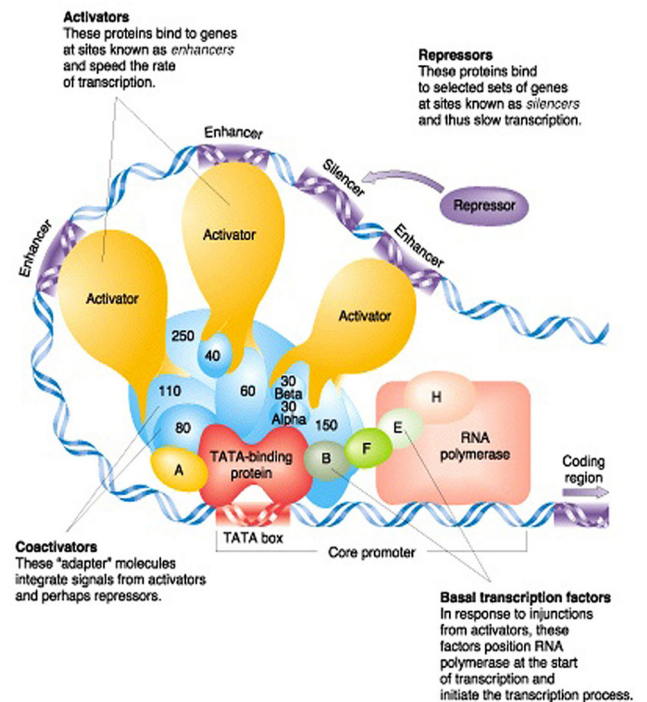 Activators
These proteins bind to genes
at sites known as enhancers
and speed the rate
of transcription.
Repressors
These proteins bind
to selected sets of genes
at sites known as silencers
and thus slow transcription.
Enhancer
Silencer
Repressor
Enhancer
Enhancer
Activator
Activator
Activator
250
40
110
60
30
Beta
30
Alpha
80
150
H
E
F
B
A
TATA-binding
protein
RNA
polymerase
Coding
region
TATA box
Core promoter
Coactivators
These "adapter" molecules
integrate signals from activators
and perhaps repressors.
Basal transcription factors
In response to injunctions
from activators, these
factors position RNA
polymerase at the start
of transcription and
initiate the transcription process.